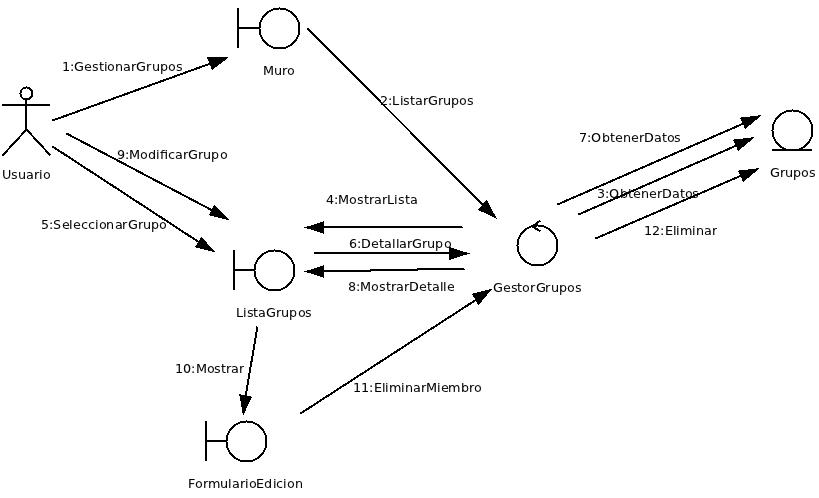 1:GestionarGrupos
Muro
2:ListarGrupos
7:ObtenerDatos
9:ModificarGrupo
Usuario
Grupos
3:ObtenerDatos
4:MostrarLista
5:SeleccionarGrupo
12:Eliminar
6:DetallarGrupo
8:MostrarDetalle
GestorGrupos
ListaGrupos
10:Mostrar
11:EliminarMiembro
FormularioEdicion